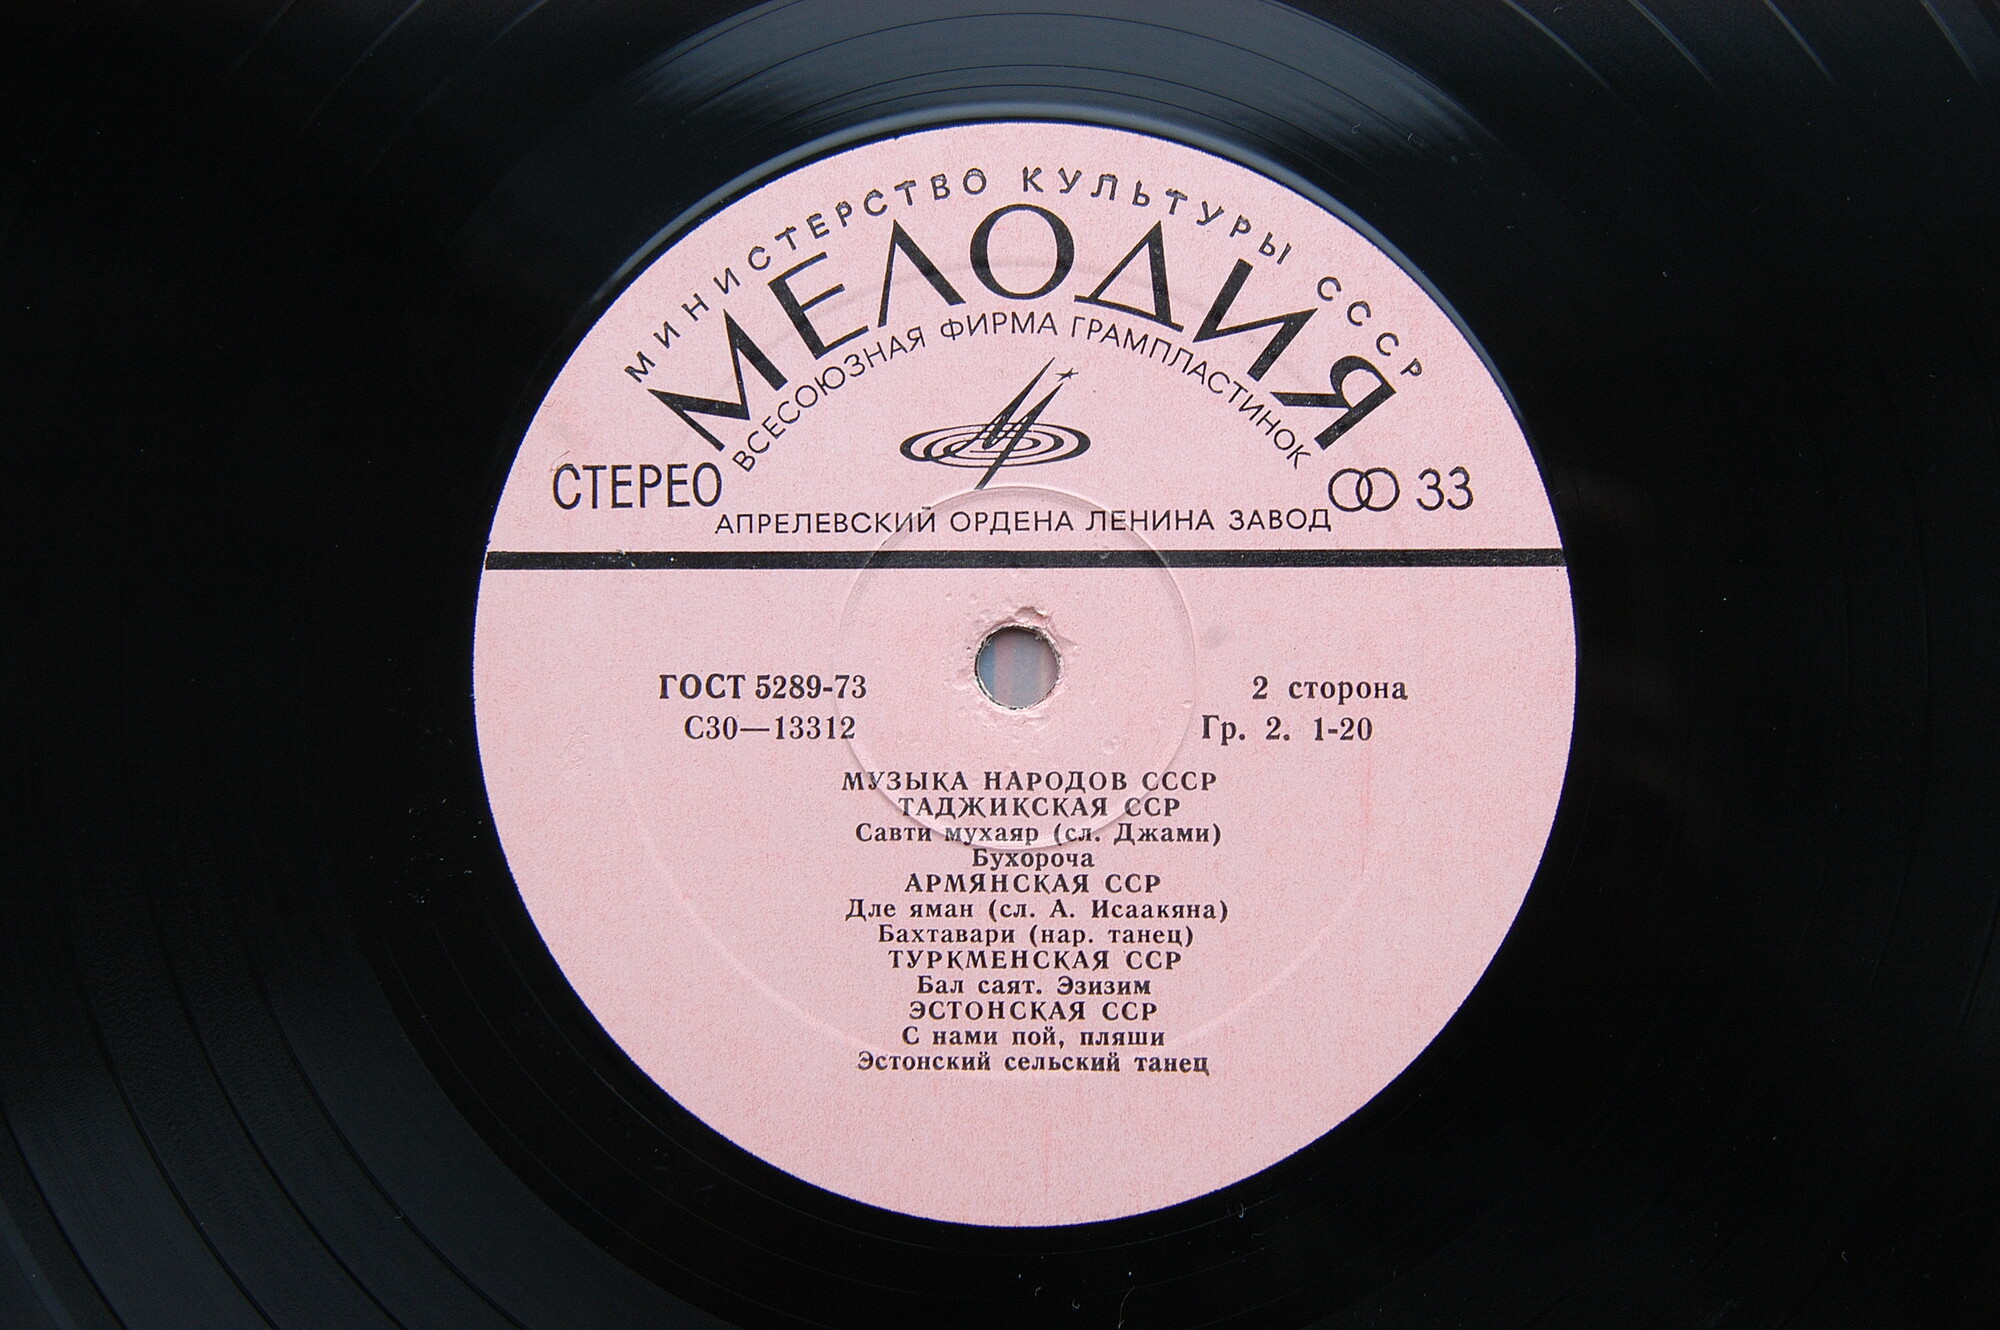 МИНИСТЕРСТВО КУЛЬТУРЫ СССР
МЕЛОДИЯ
ВСЕСОЮЗНАЯ ФИРМА ГРАМПЛАСТИНОК
СТЕРЕО
33
АПРЕЛЕВСКИЙ ОРДЕНА ЛЕНИНА ЗАВОД
ГОСТ 5289-73
С30—13312
2 сторона
Гр. 2. 1-20
МУЗЫКА НАРОДОВ СССР
ТАДЖИКСКАЯ ССР
Савти мухаяр (сл. Джами)
Бухороча
АРМЯНСКАЯ ССР
Дле яман (сл. А. Исаакяна)
Бахтавари (нар. танец)
ТУРКМЕНСКАЯ ССР
Бал саят. Эзизим
ЭСТОНСКАЯ ССР
С нами пой, пляши
Эстонский сельский танец